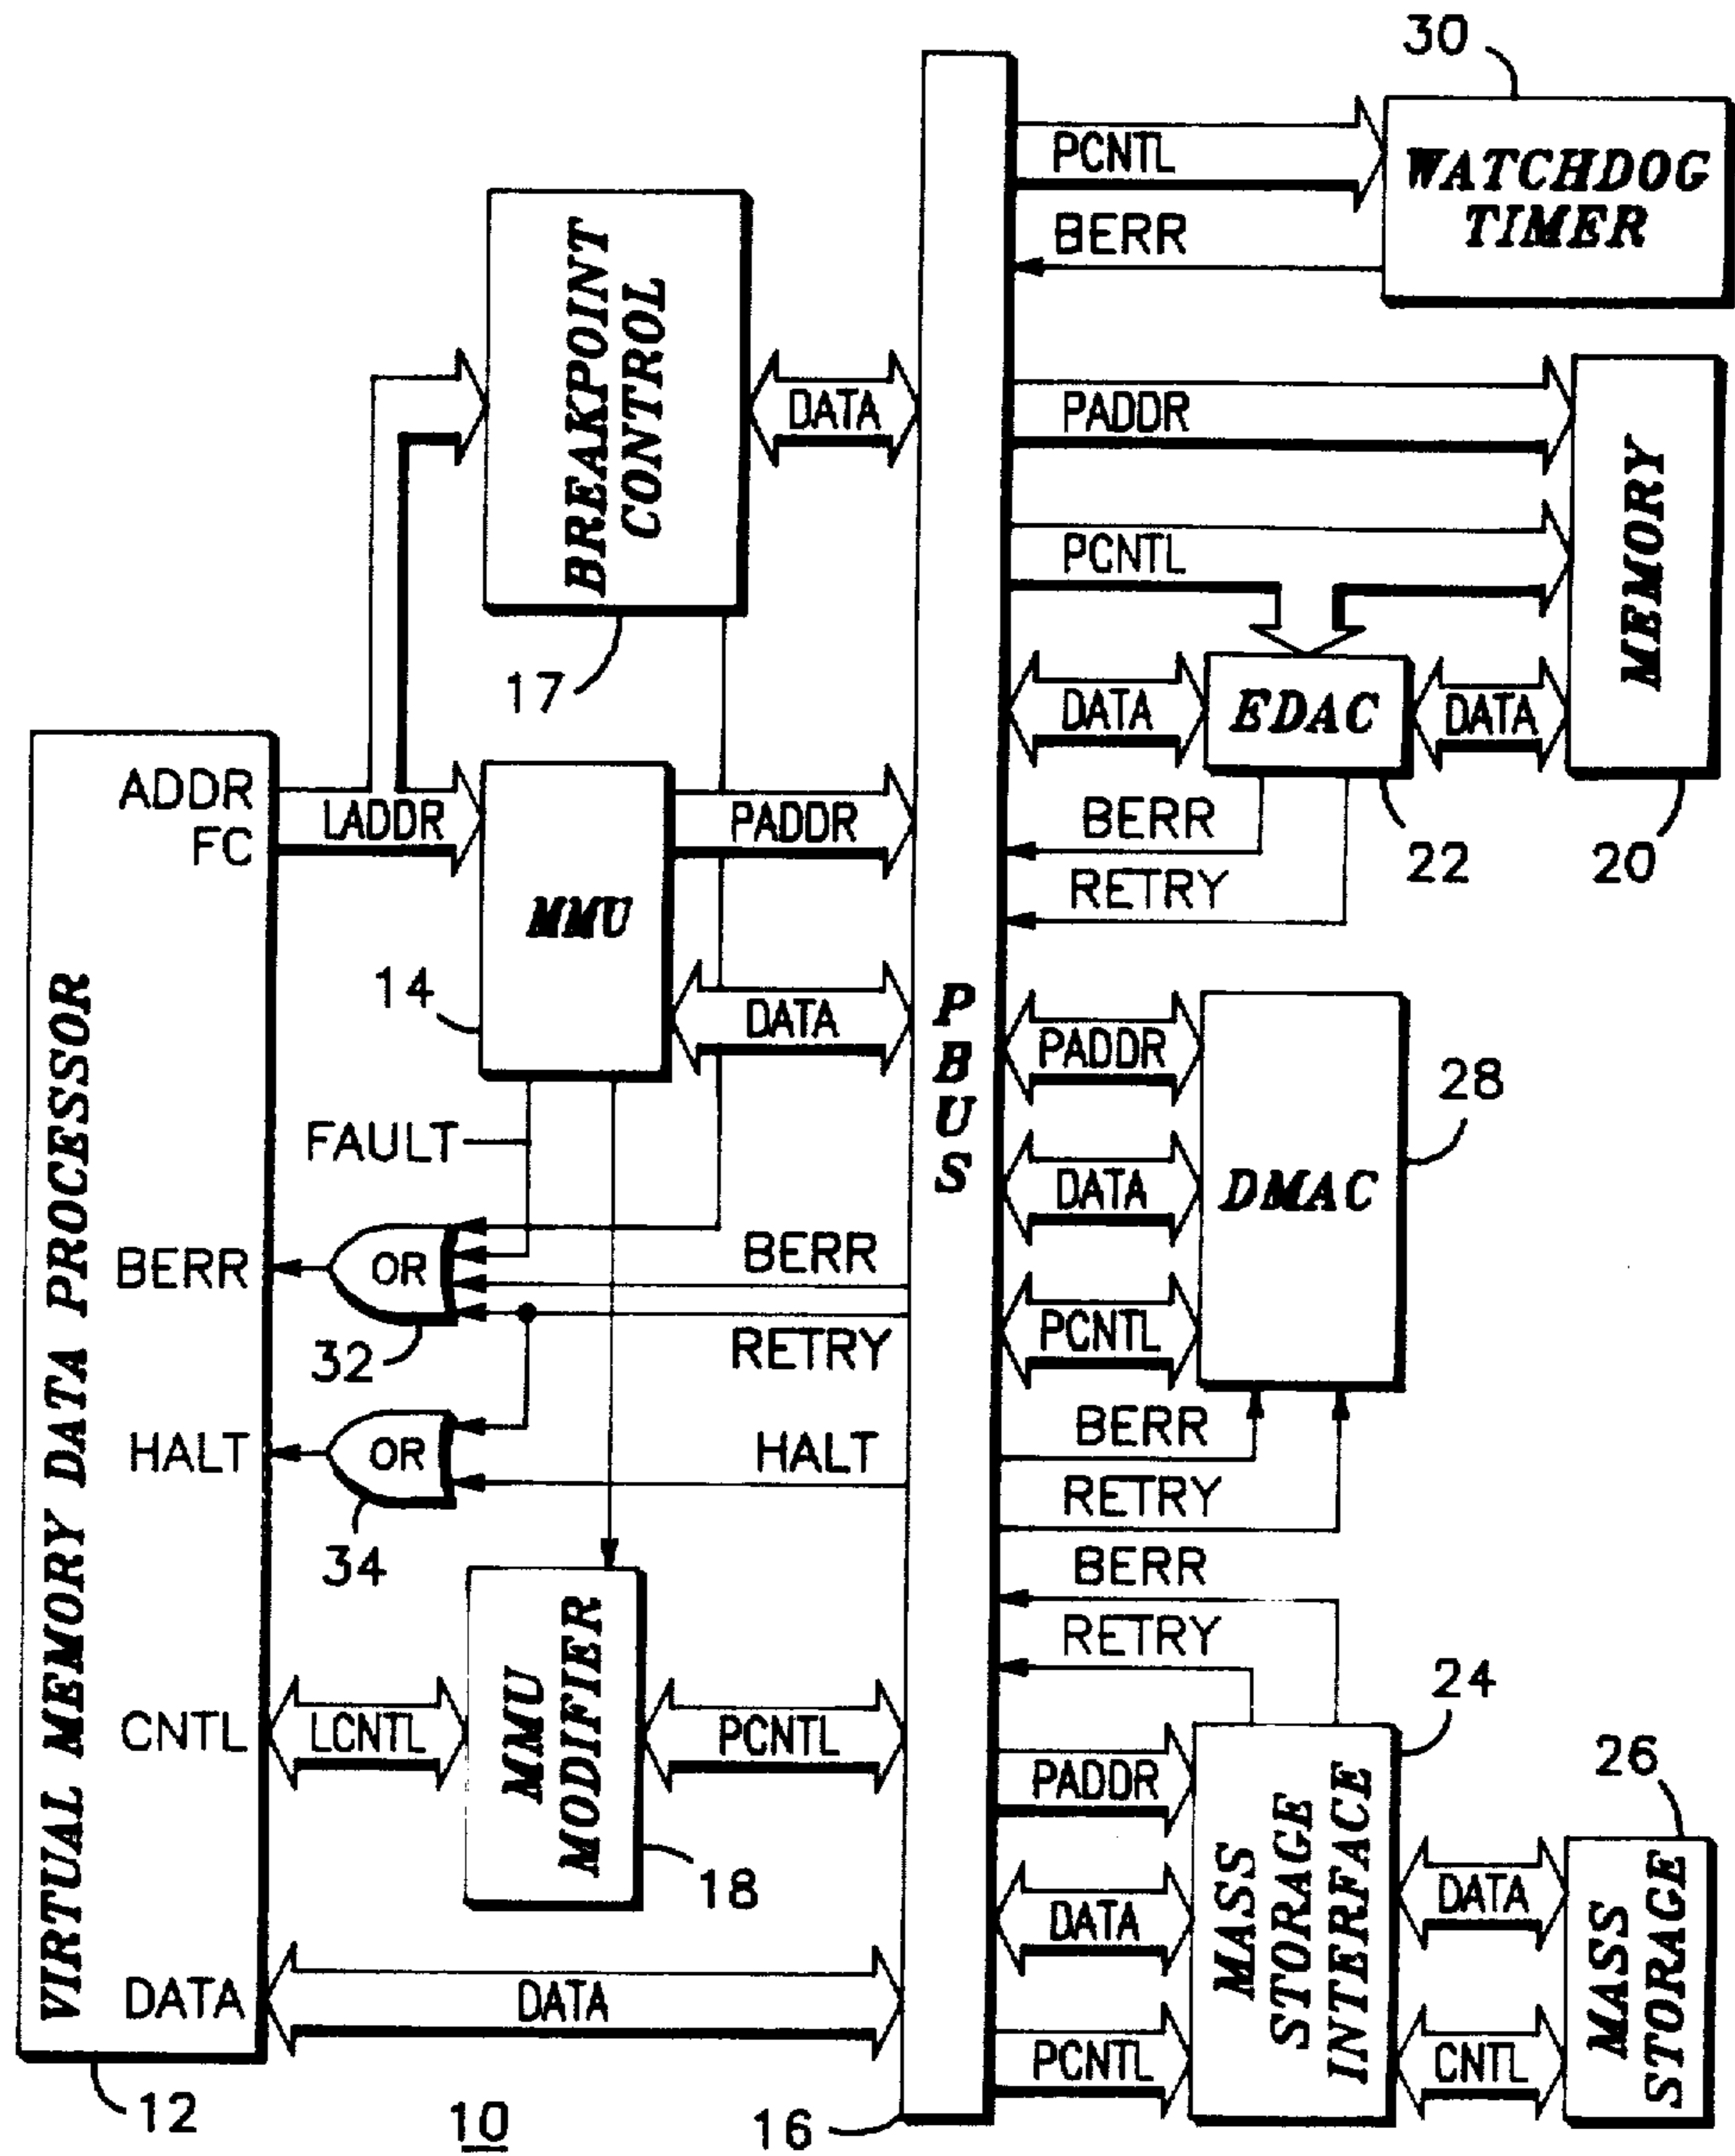 30
PCNTL
WATCHDOG
TIMER
BERR
BREAKPOINT
CONTROL
DATA
PADDR
PCNTL
MEMORY
17
DATA
EDAC
DATA
ADDR
FC
LADDR
PADDR
MMU
BERR
RETRY
22
20
14
DATA
P
B
U
S
PADDR
DATA
PCNTL
DMAC
28
VIRTUAL MEMORY DATA PROCESSOR
FAULT
BERR
OR
BERR
32
RETRY
HALT
OR
HALT
34
BERR
RETRY
BERR
RETRY
CNTL
LCNTL
MMU
MODIFIER
PCNTL
18
24
26
PADDR
MASS
STORAGE
INTERFACE
DATA
DATA
MASS
STORAGE
DATA
DATA
PCNTL
CNTL
12
10
16